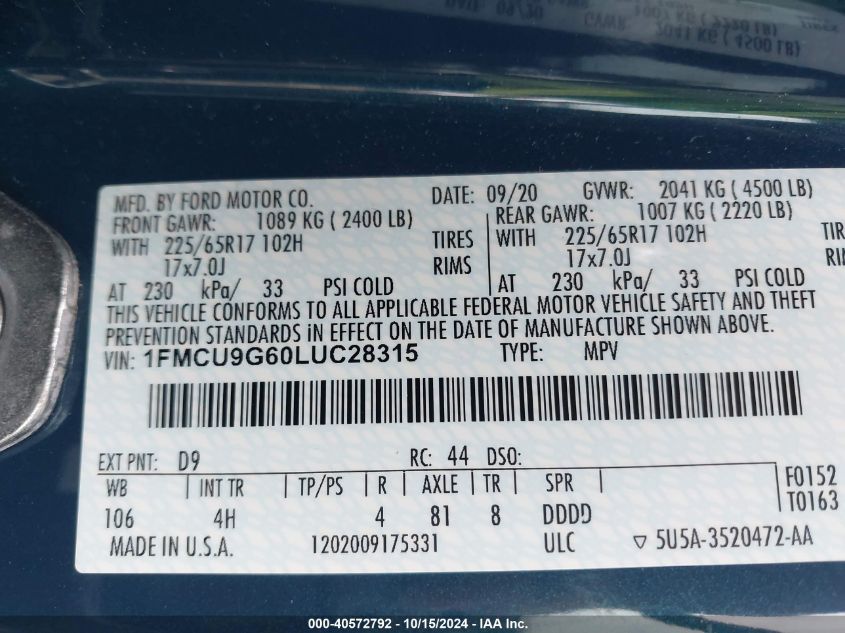 MFD. BY FORD MOTOR CO. DATE: 09/20 GVWR: 2041 KG ( 4500 LB)
FRONT GAWR: 1089 KG ( 2400 LB) REAR GAWR: 1007 KG ( 2220 LB)
WITH 225/65R17 102H TIRES WITH 225/65R17 102H TIR
17x7.0J RIMS 17x7.0J RIM
AT 230 kPa/ 33 PSI COLD AT 230 kPa/ 33 PSI COLD
THIS VEHICLE CONFORMS TO ALL APPLICABLE FEDERAL MOTOR VEHICLE SAFETY AND THEFT
PREVENTION STANDARDS IN EFFECT ON THE DATE OF MANUFACTURE SHOWN ABOVE.
VIN: 1FMCU9G60LUC28315 TYPE: MPV
EXT PNT: D9 RC: 44 DSO:
WB INT TR TP/PS R AXLE TR SPR F0152
106 4H 4 81 8 DDDD T0163
MADE IN U.S.A. 1202009175331 ULC ▽ 5U5A-3520472-AA
000-40572792 - 10/15/2024 - IAA Inc.